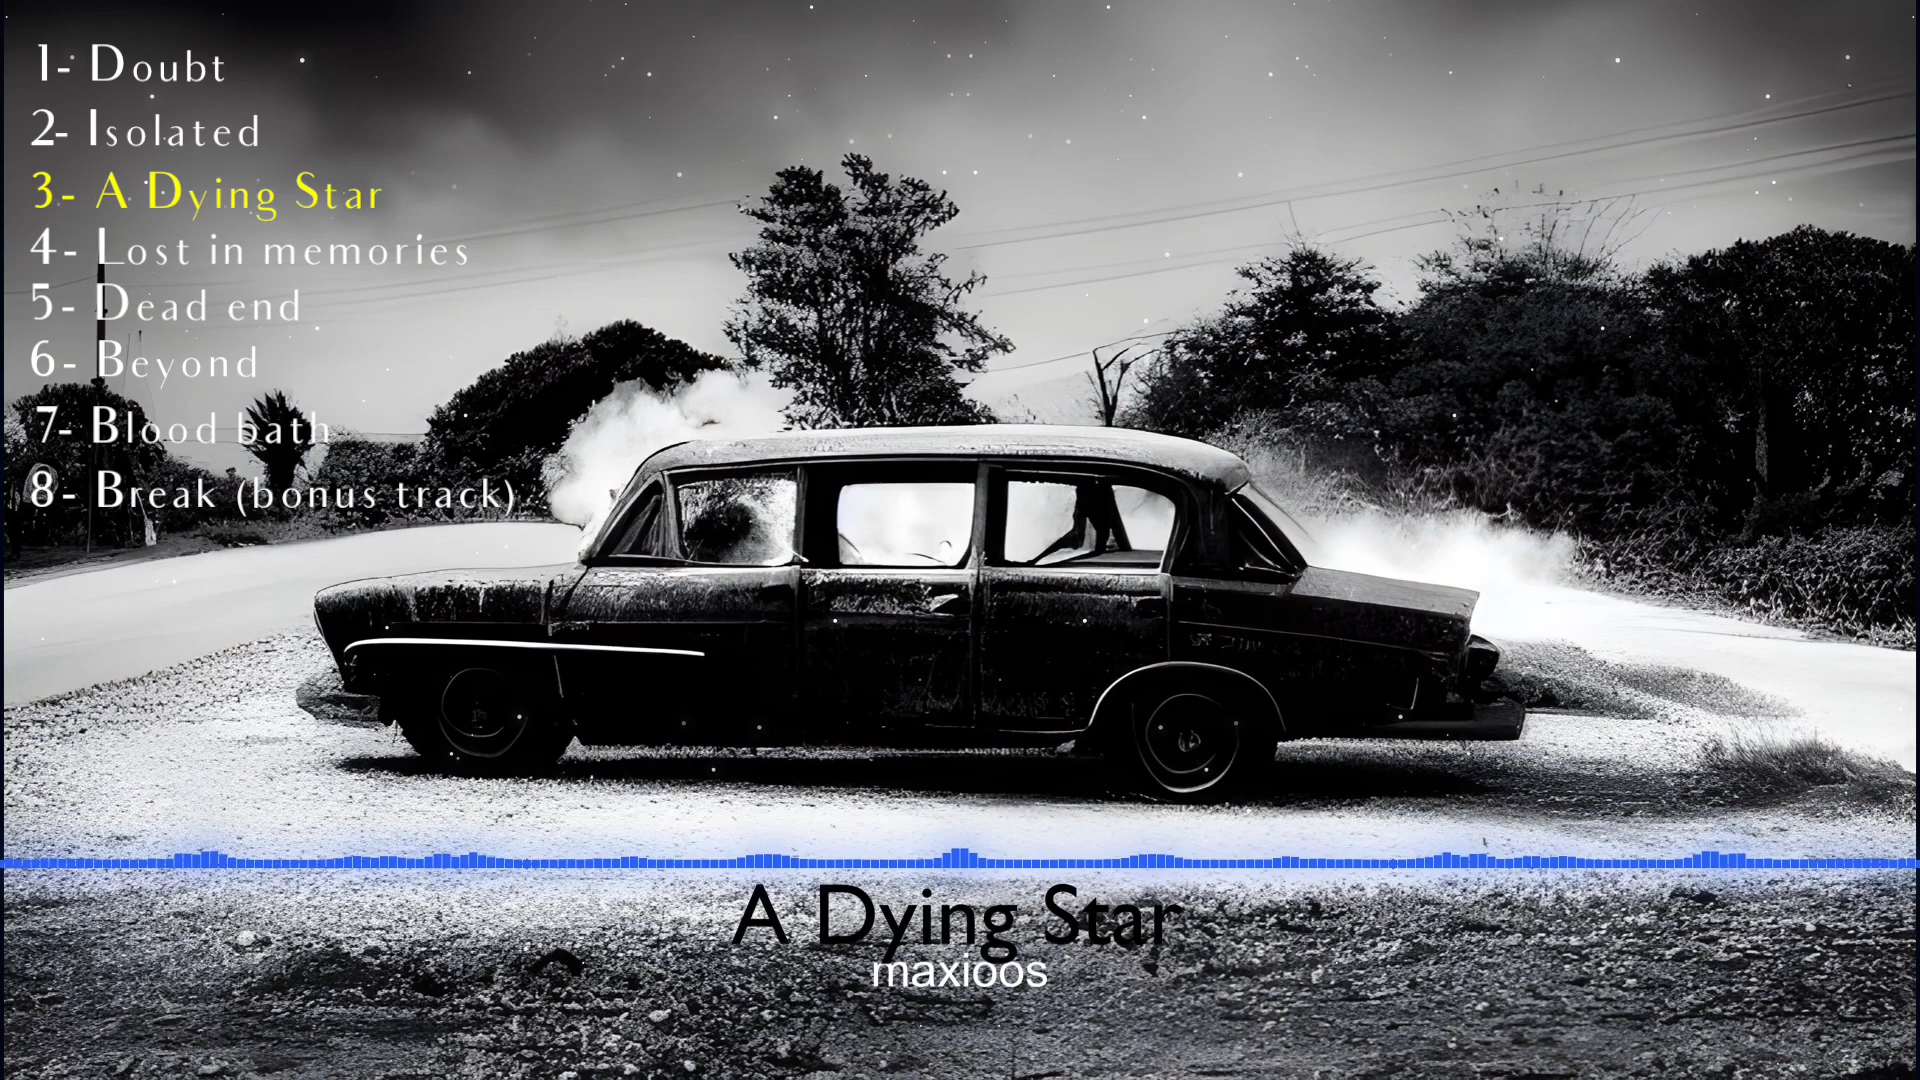 1- Doubt
2- Isolated
3- A Dying Star
4- Lost in memories
5- Dead end
6- Beyond
7- Blood bath
8- Break (bonus track)
A Dying Star
maxioos